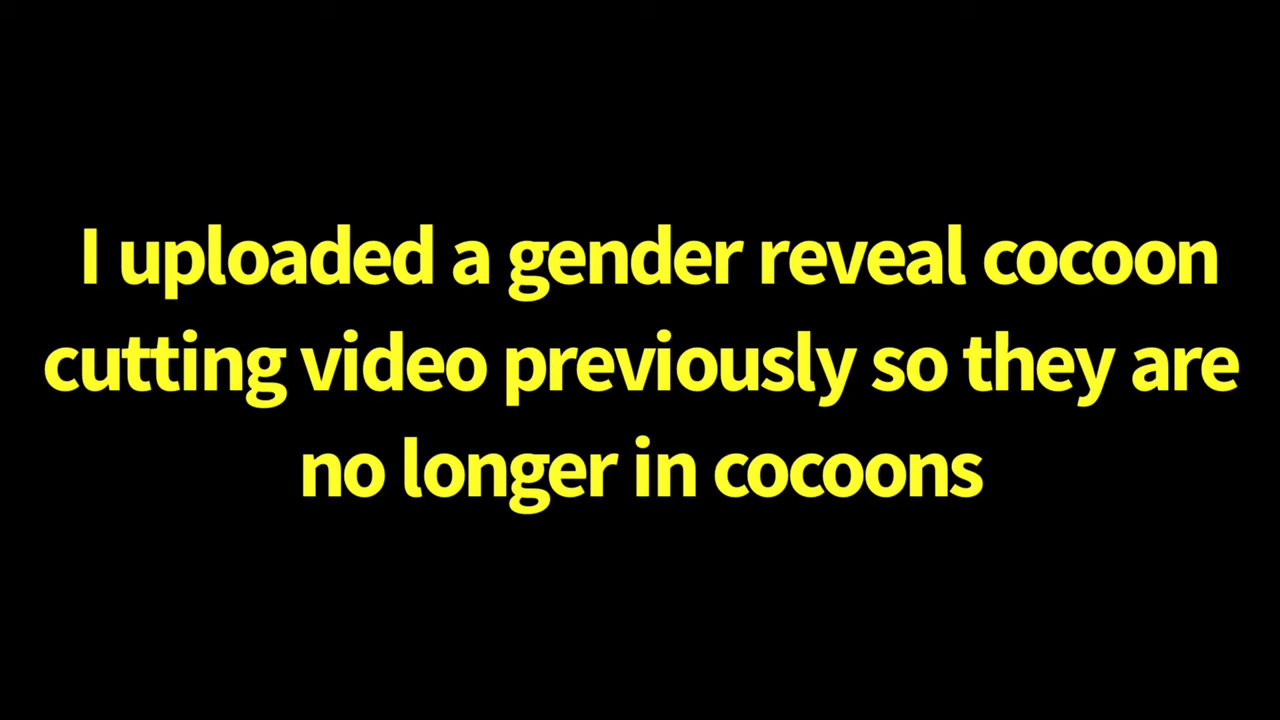 I uploaded a gender reveal cocoon
cutting video previously so they are
no longer in cocoons